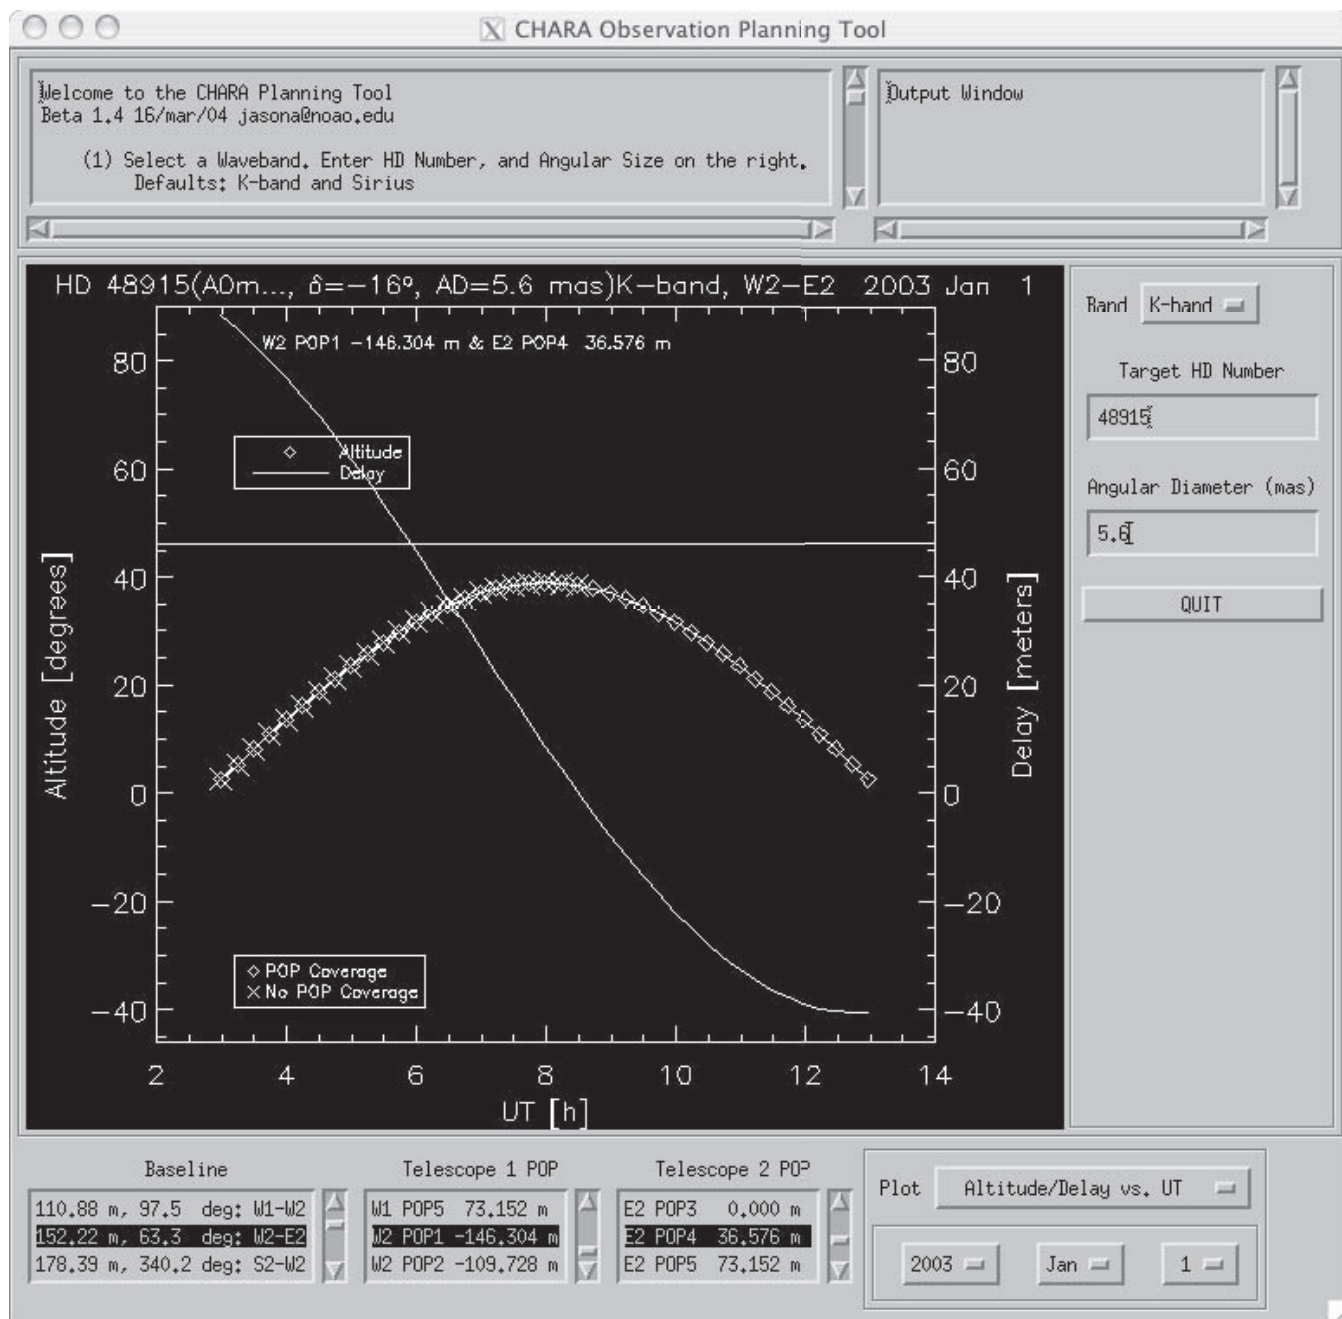 CHARA Observation Planning Tool
Welcome to the CHARA Planning Tool
Beta 1.4 16/mar/04 jasona@noao.edu
(1) Select a Waveband. Enter HD Number, and Angular Size on the right.
Defaults: K-band and Sirius
Output Window
HD 48915(A0m..., δ=-16º, AD=5.6 mas)K-band, W2-E2 2003 Jan 1
W2 POP1 -146.304 m & E2 POP4 36.576 m
Altitude
Delay
80
60
40
20
0
-20
-40
Altitude [degrees]
80
60
40
20
0
-20
-40
Delay [meters]
POP Coverage
No POP Coverage
2 4 6 8 10 12 14
UT [h]
Band K-band
Target HD Number
48915
Angular Diameter (mas)
5.6
QUIT
Baseline
110.88 m, 97.5 deg: W1-W2
152.22 m, 63.3 deg: W2-E2
178.39 m, 340.2 deg: S2-W2
Telescope 1 POP
W1 POP5 73.152 m
W2 POP1 -146.304 m
W2 POP2 -109.728 m
Telescope 2 POP
E2 POP3 0.000 m
E2 POP4 36.576 m
E2 POP5 73.152 m
Plot Altitude/Delay vs. UT
2003 Jan 1